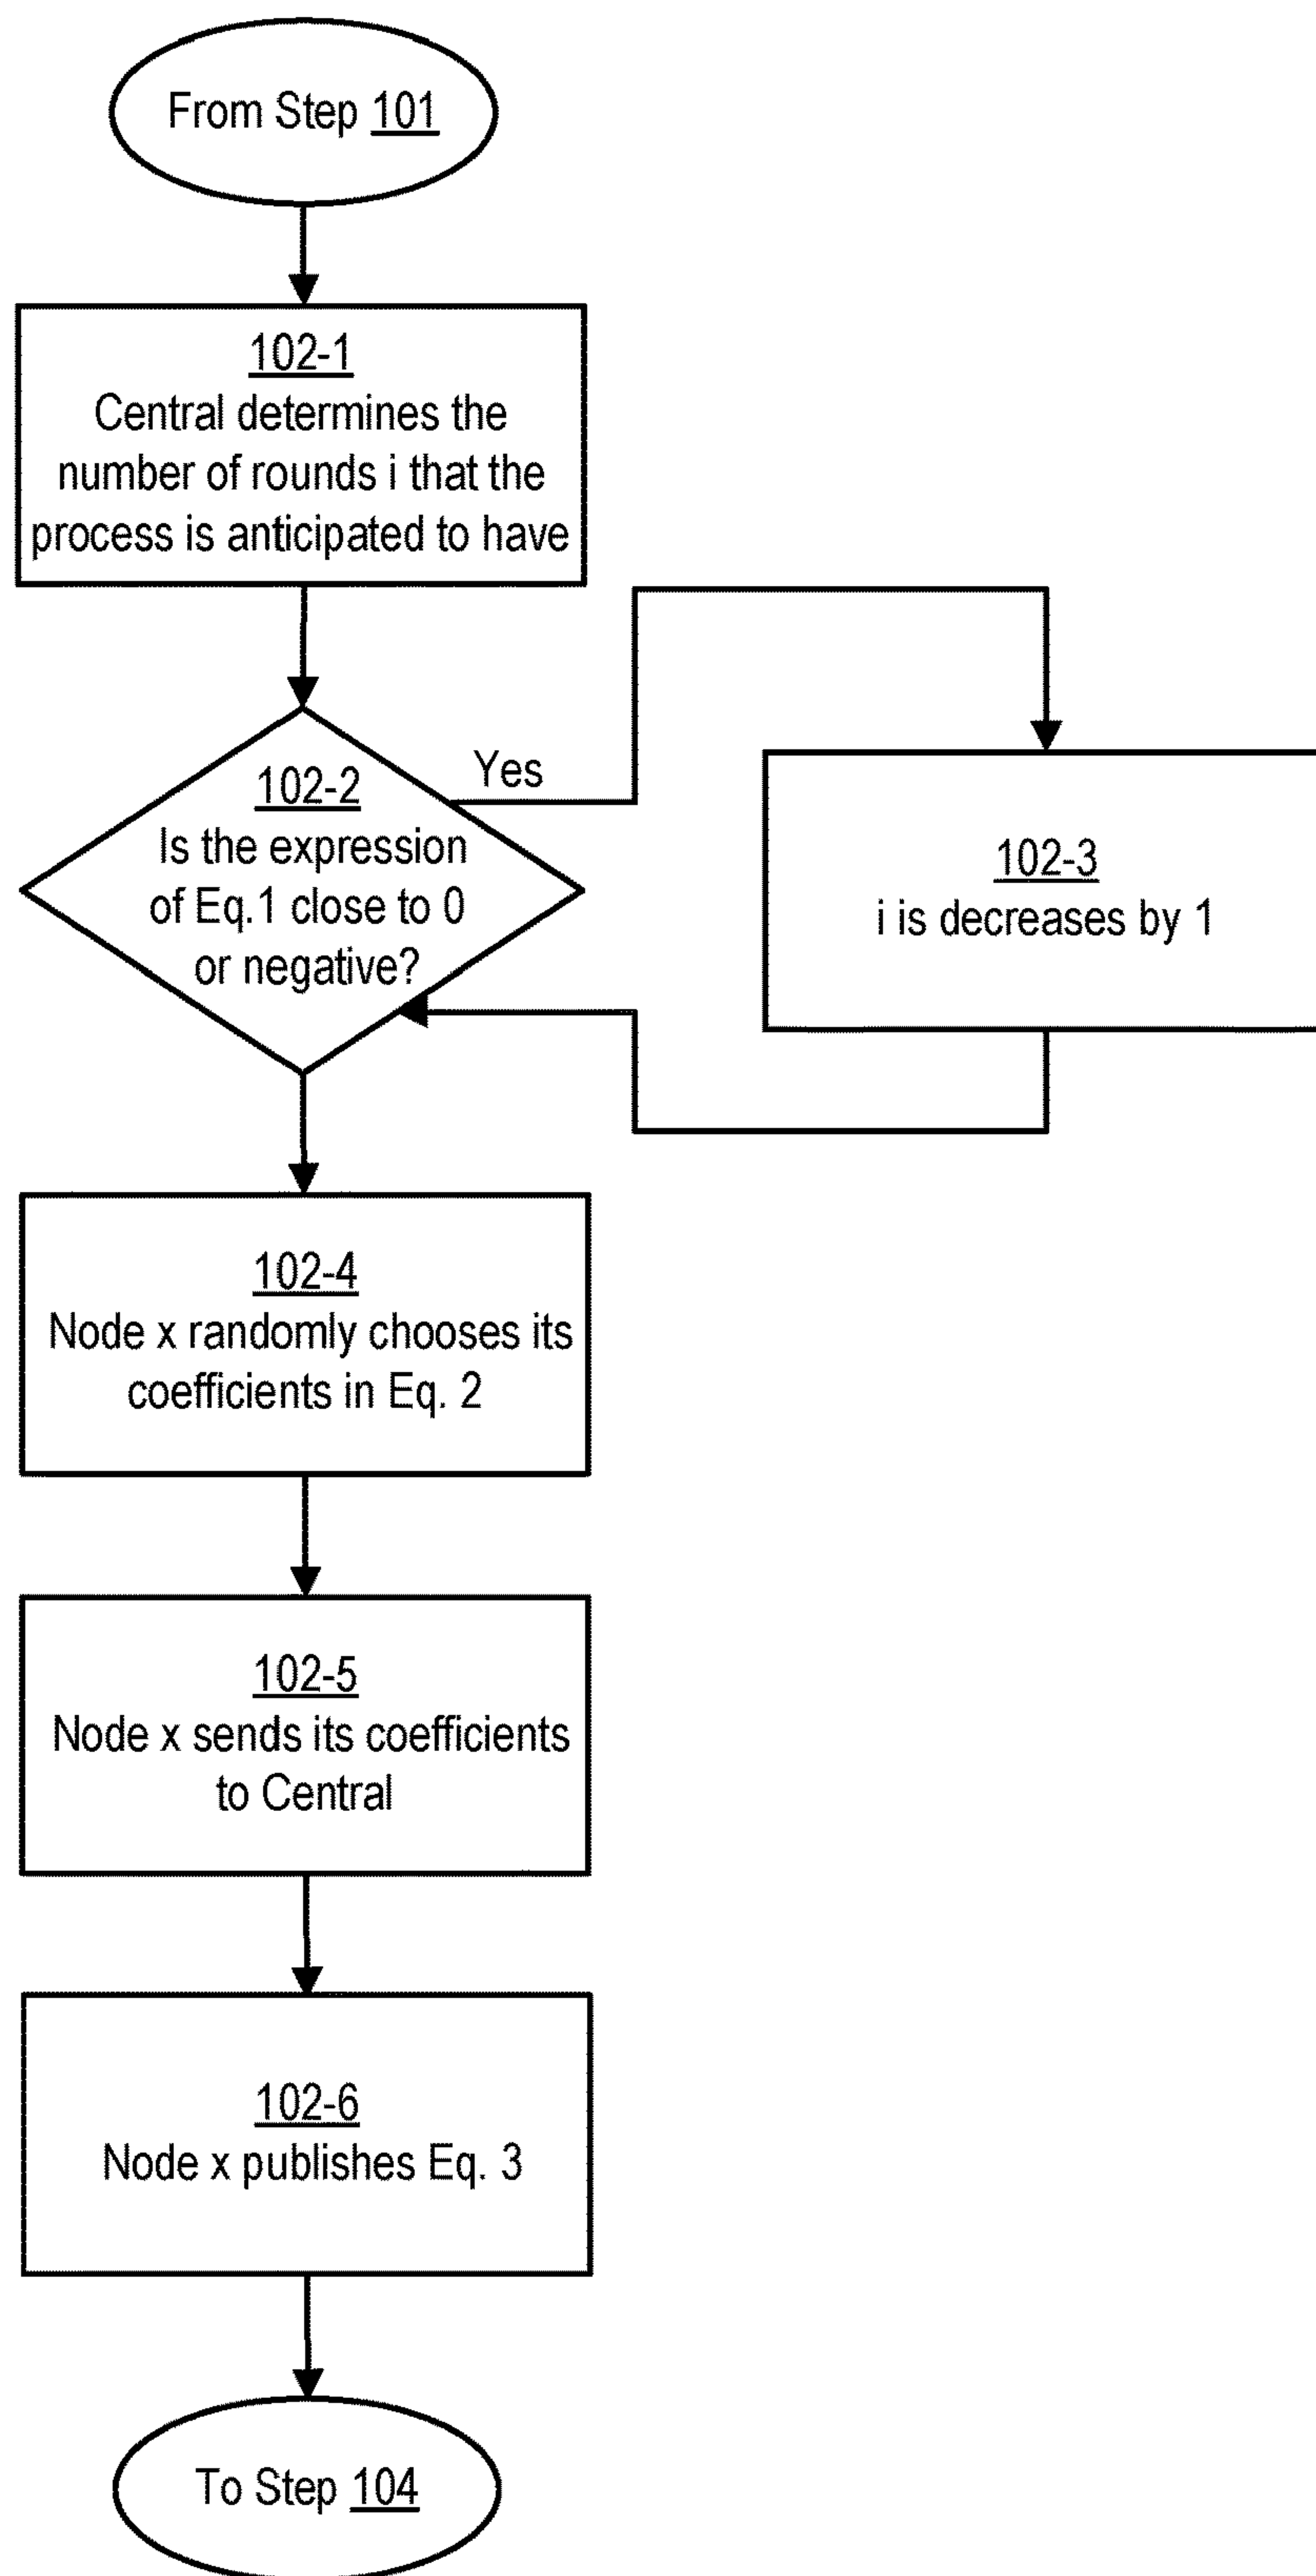 From Step 101
102-1
Central determines the
number of rounds i that the
process is anticipated to have
102-2
Is the expression
of Eq.1 close to 0
or negative?
Yes
102-3
i is decreases by 1
102-4
Node x randomly chooses its
coefficients in Eq. 2
102-5
Node x sends its coefficients
to Central
102-6
Node x publishes Eq. 3
To Step 104